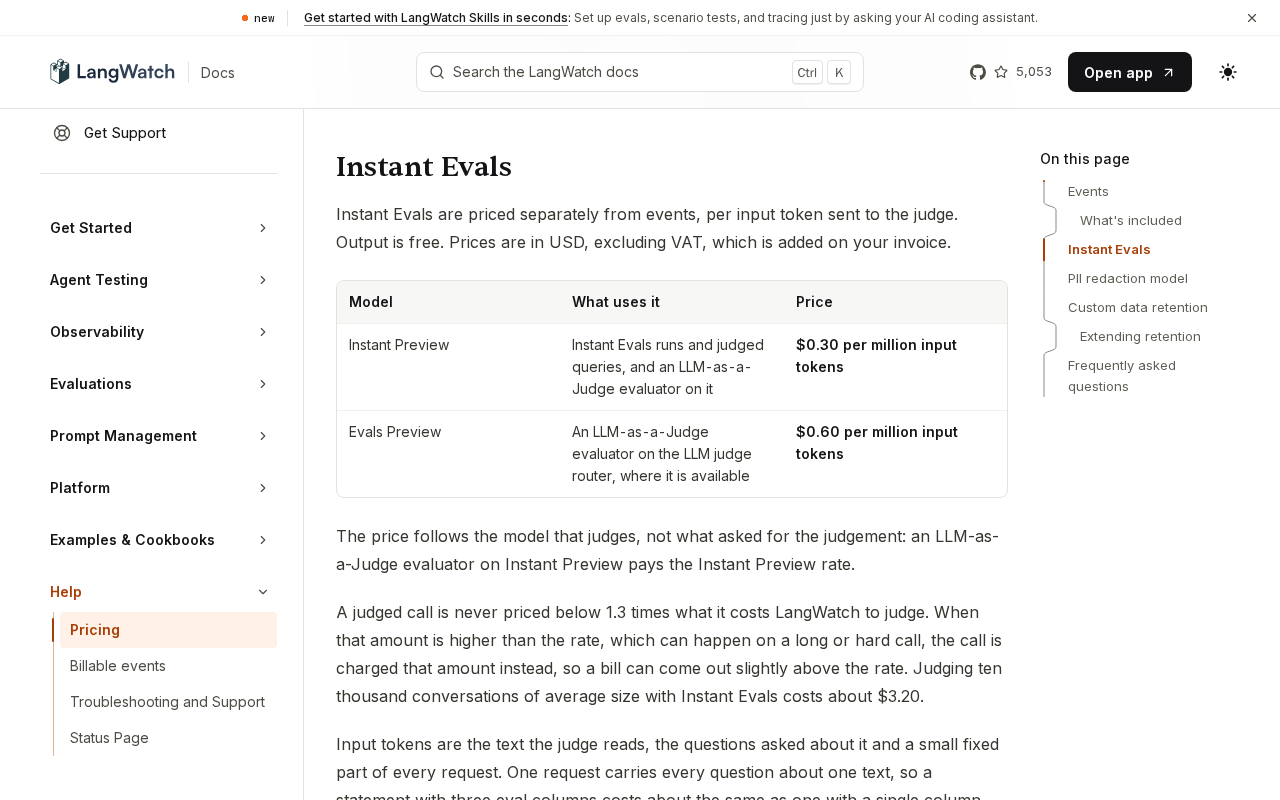 new
Get started with LangWatch Skills in seconds: Set up evals, scenario tests, and tracing just by asking your AI coding assistant.
LangWatch
Docs
Search the LangWatch docs
Ctrl
K
5,053
Open app
Get Support
Get Started
Agent Testing
Observability
Evaluations
Prompt Management
Platform
Examples & Cookbooks
Help
Pricing
Billable events
Troubleshooting and Support
Status Page
Instant Evals
Instant Evals are priced separately from events, per input token sent to the judge.
Output is free. Prices are in USD, excluding VAT, which is added on your invoice.
Model
What uses it
Price
Instant Preview
Instant Evals runs and judged
queries, and an LLM-as-a-
Judge evaluator on it
$0.30 per million input
tokens
Evals Preview
An LLM-as-a-Judge
evaluator on the LLM judge
router, where it is available
$0.60 per million input
tokens
The price follows the model that judges, not what asked for the judgement: an LLM-as-
a-Judge evaluator on Instant Preview pays the Instant Preview rate.
A judged call is never priced below 1.3 times what it costs LangWatch to judge. When
that amount is higher than the rate, which can happen on a long or hard call, the call is
charged that amount instead, so a bill can come out slightly above the rate. Judging ten
thousand conversations of average size with Instant Evals costs about $3.20.
Input tokens are the text the judge reads, the questions asked about it and a small fixed
part of every request. One request carries every question about one text, so a
statement with three eval columns costs about the same as one with a single column.
On this page
Events
What's included
Instant Evals
PII redaction model
Custom data retention
Extending retention
Frequently asked
questions